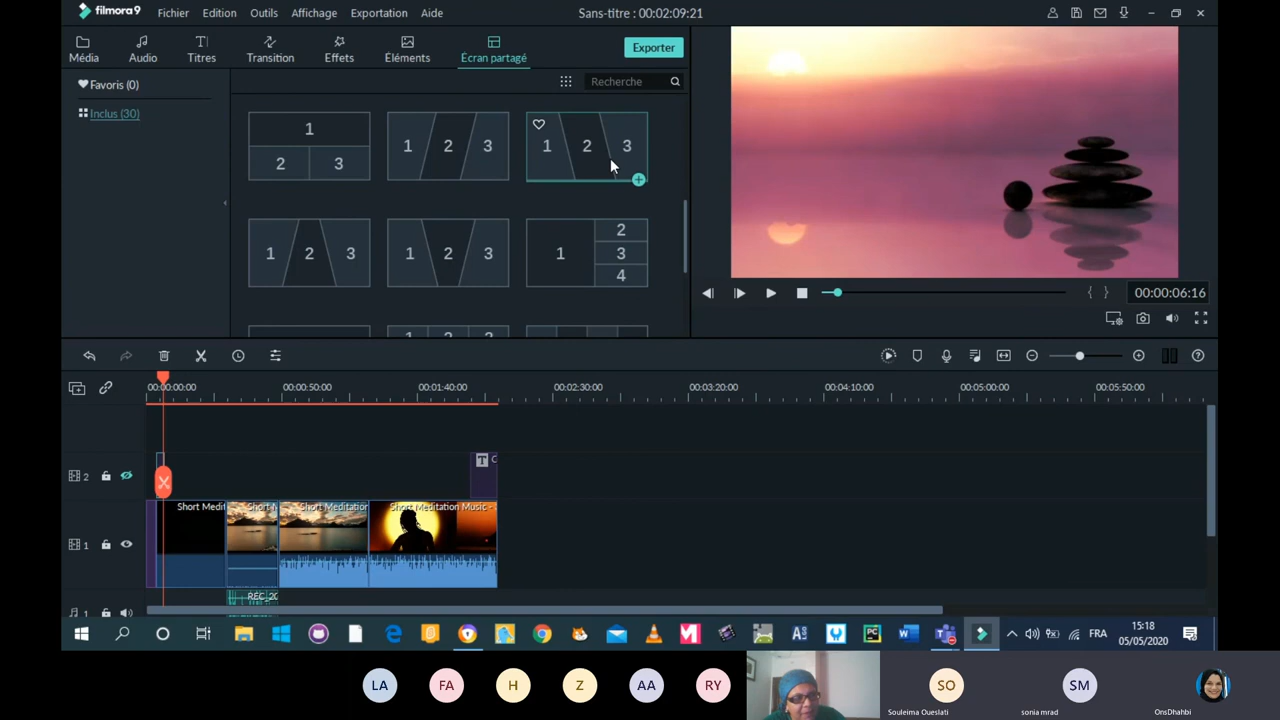 filmora9 Fichier Edition Outils Affichage Exportation Aide Sans-titre : 00:02:09:21
Média Audio Titres Transition Effets Éléments Écran partagé Exporter
Favoris (0) Recherche
Inclus (30)
1 2 3
1 2 3
1 2 3
1 2 3
1 2 3
1 2 3 4
00:00:06:16
00:00:00:00 00:00:50:00 00:01:40:00 00:02:30:00 00:03:20:00 00:04:10:00 00:05:00:00 00:05:50:00
2 T C
Short Medit Short M Short Meditation Short Meditation Music -
1
REC_20
1
FRA 15:18
05/05/2020
LA FA H Z AA RY SO SM
Souleima Oueslati sonia mrad OnsDhahbi